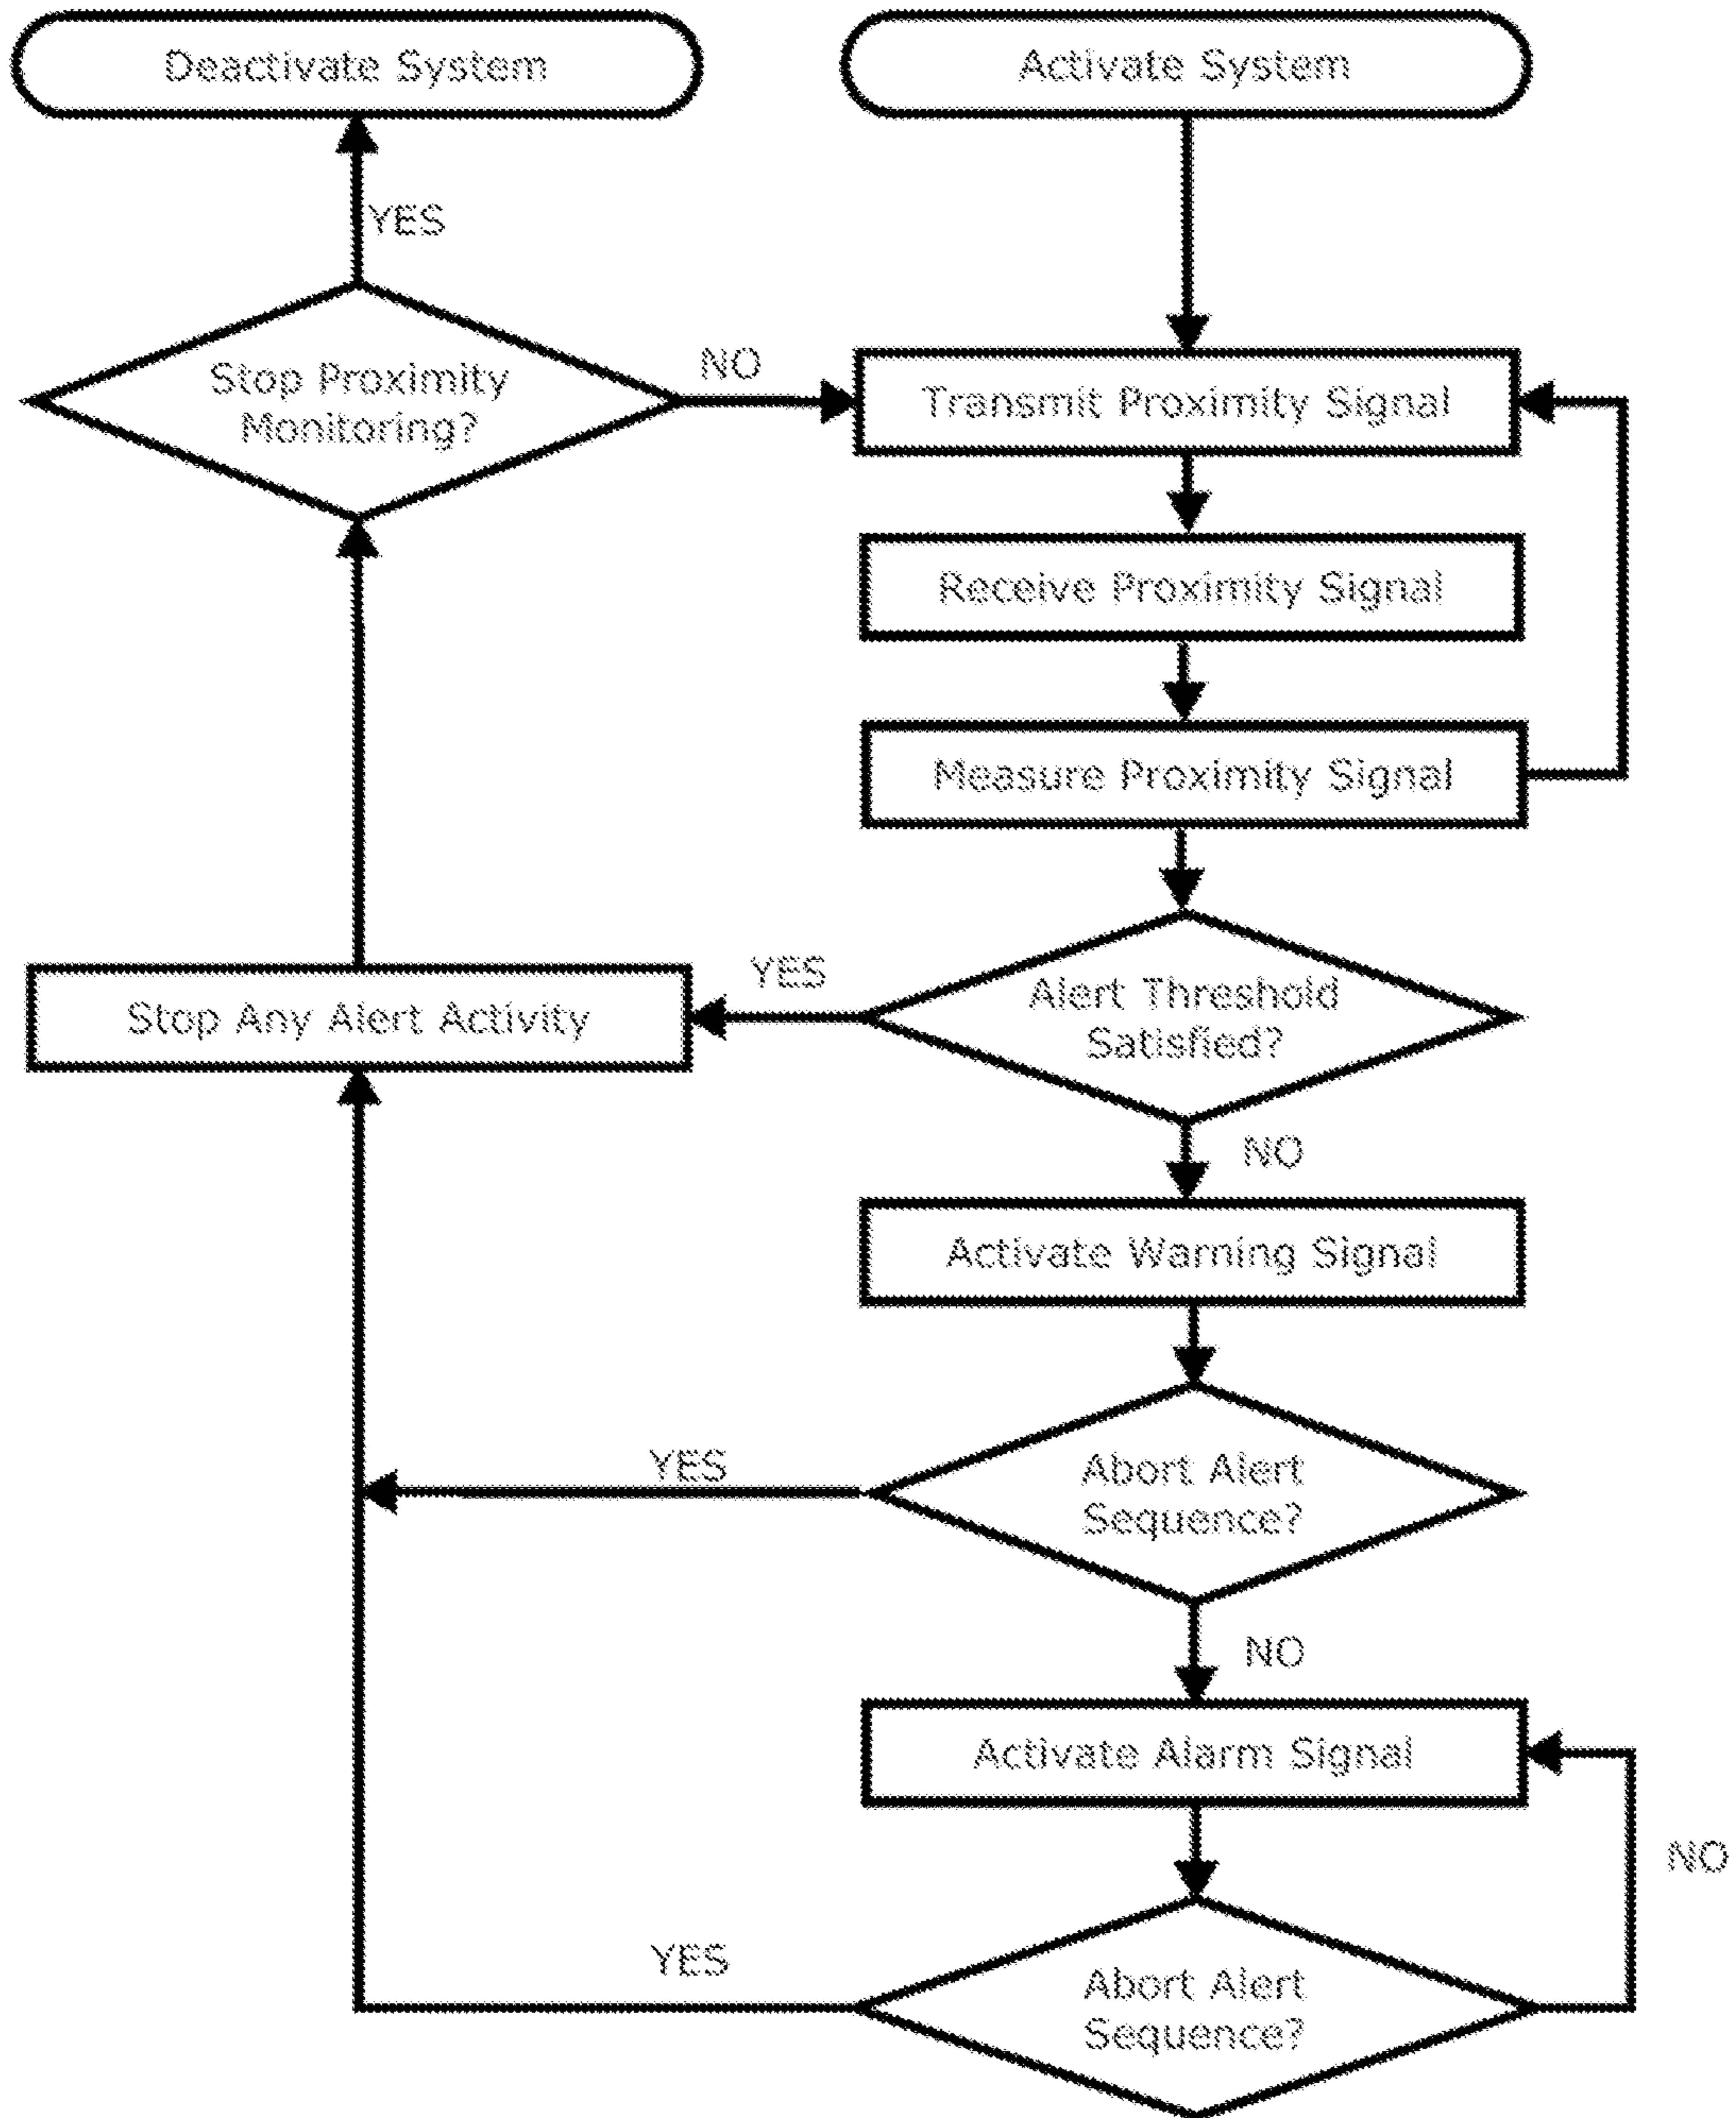 Deactivate System
Activate System
YES
Stop Proximity
Monitoring?
NO
Transmit Proximity Signal
Receive Proximity Signal
Measure Proximity Signal
Alert Threshold
Satisfied?
YES
Stop Any Alert Activity
NO
Activate Warning Signal
YES
Abort Alert
Sequence?
NO
Activate Alarm Signal
NO
YES
Abort Alert
Sequence?